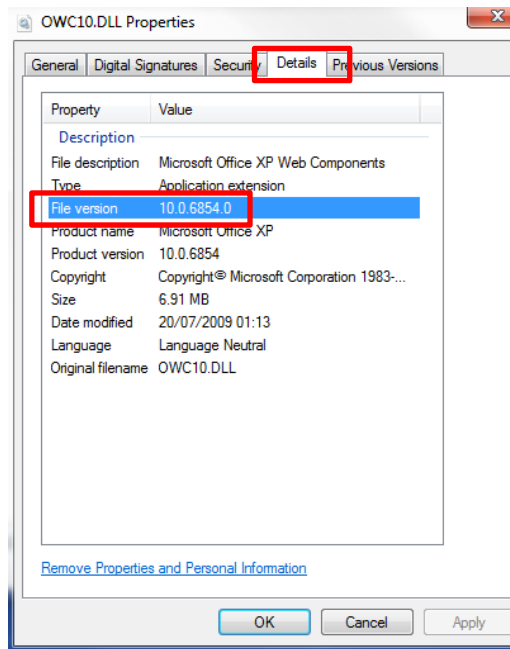 OWC10.DLL Properties
x
General Digital Signatures Security Details Previous Versions
Property Value
Description
File description Microsoft Office XP Web Components
Type Application extension
File version 10.0.6854.0
Product name Microsoft Office XP
Product version 10.0.6854
Copyright Copyright© Microsoft Corporation 1983-...
Size 6.91 MB
Date modified 20/07/2009 01:13
Language Language Neutral
Original filename OWC10.DLL
Remove Properties and Personal Information
OK Cancel Apply